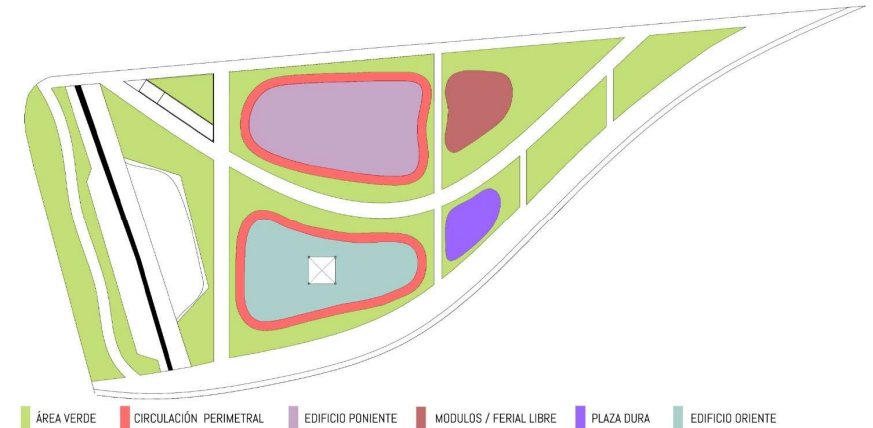 ÁREA VERDE CIRCULACIÓN PERIMETRAL EDIFICIO PONIENTE MODULOS / FERIAL LIBRE PLAZA DURA EDIFICIO ORIENTE